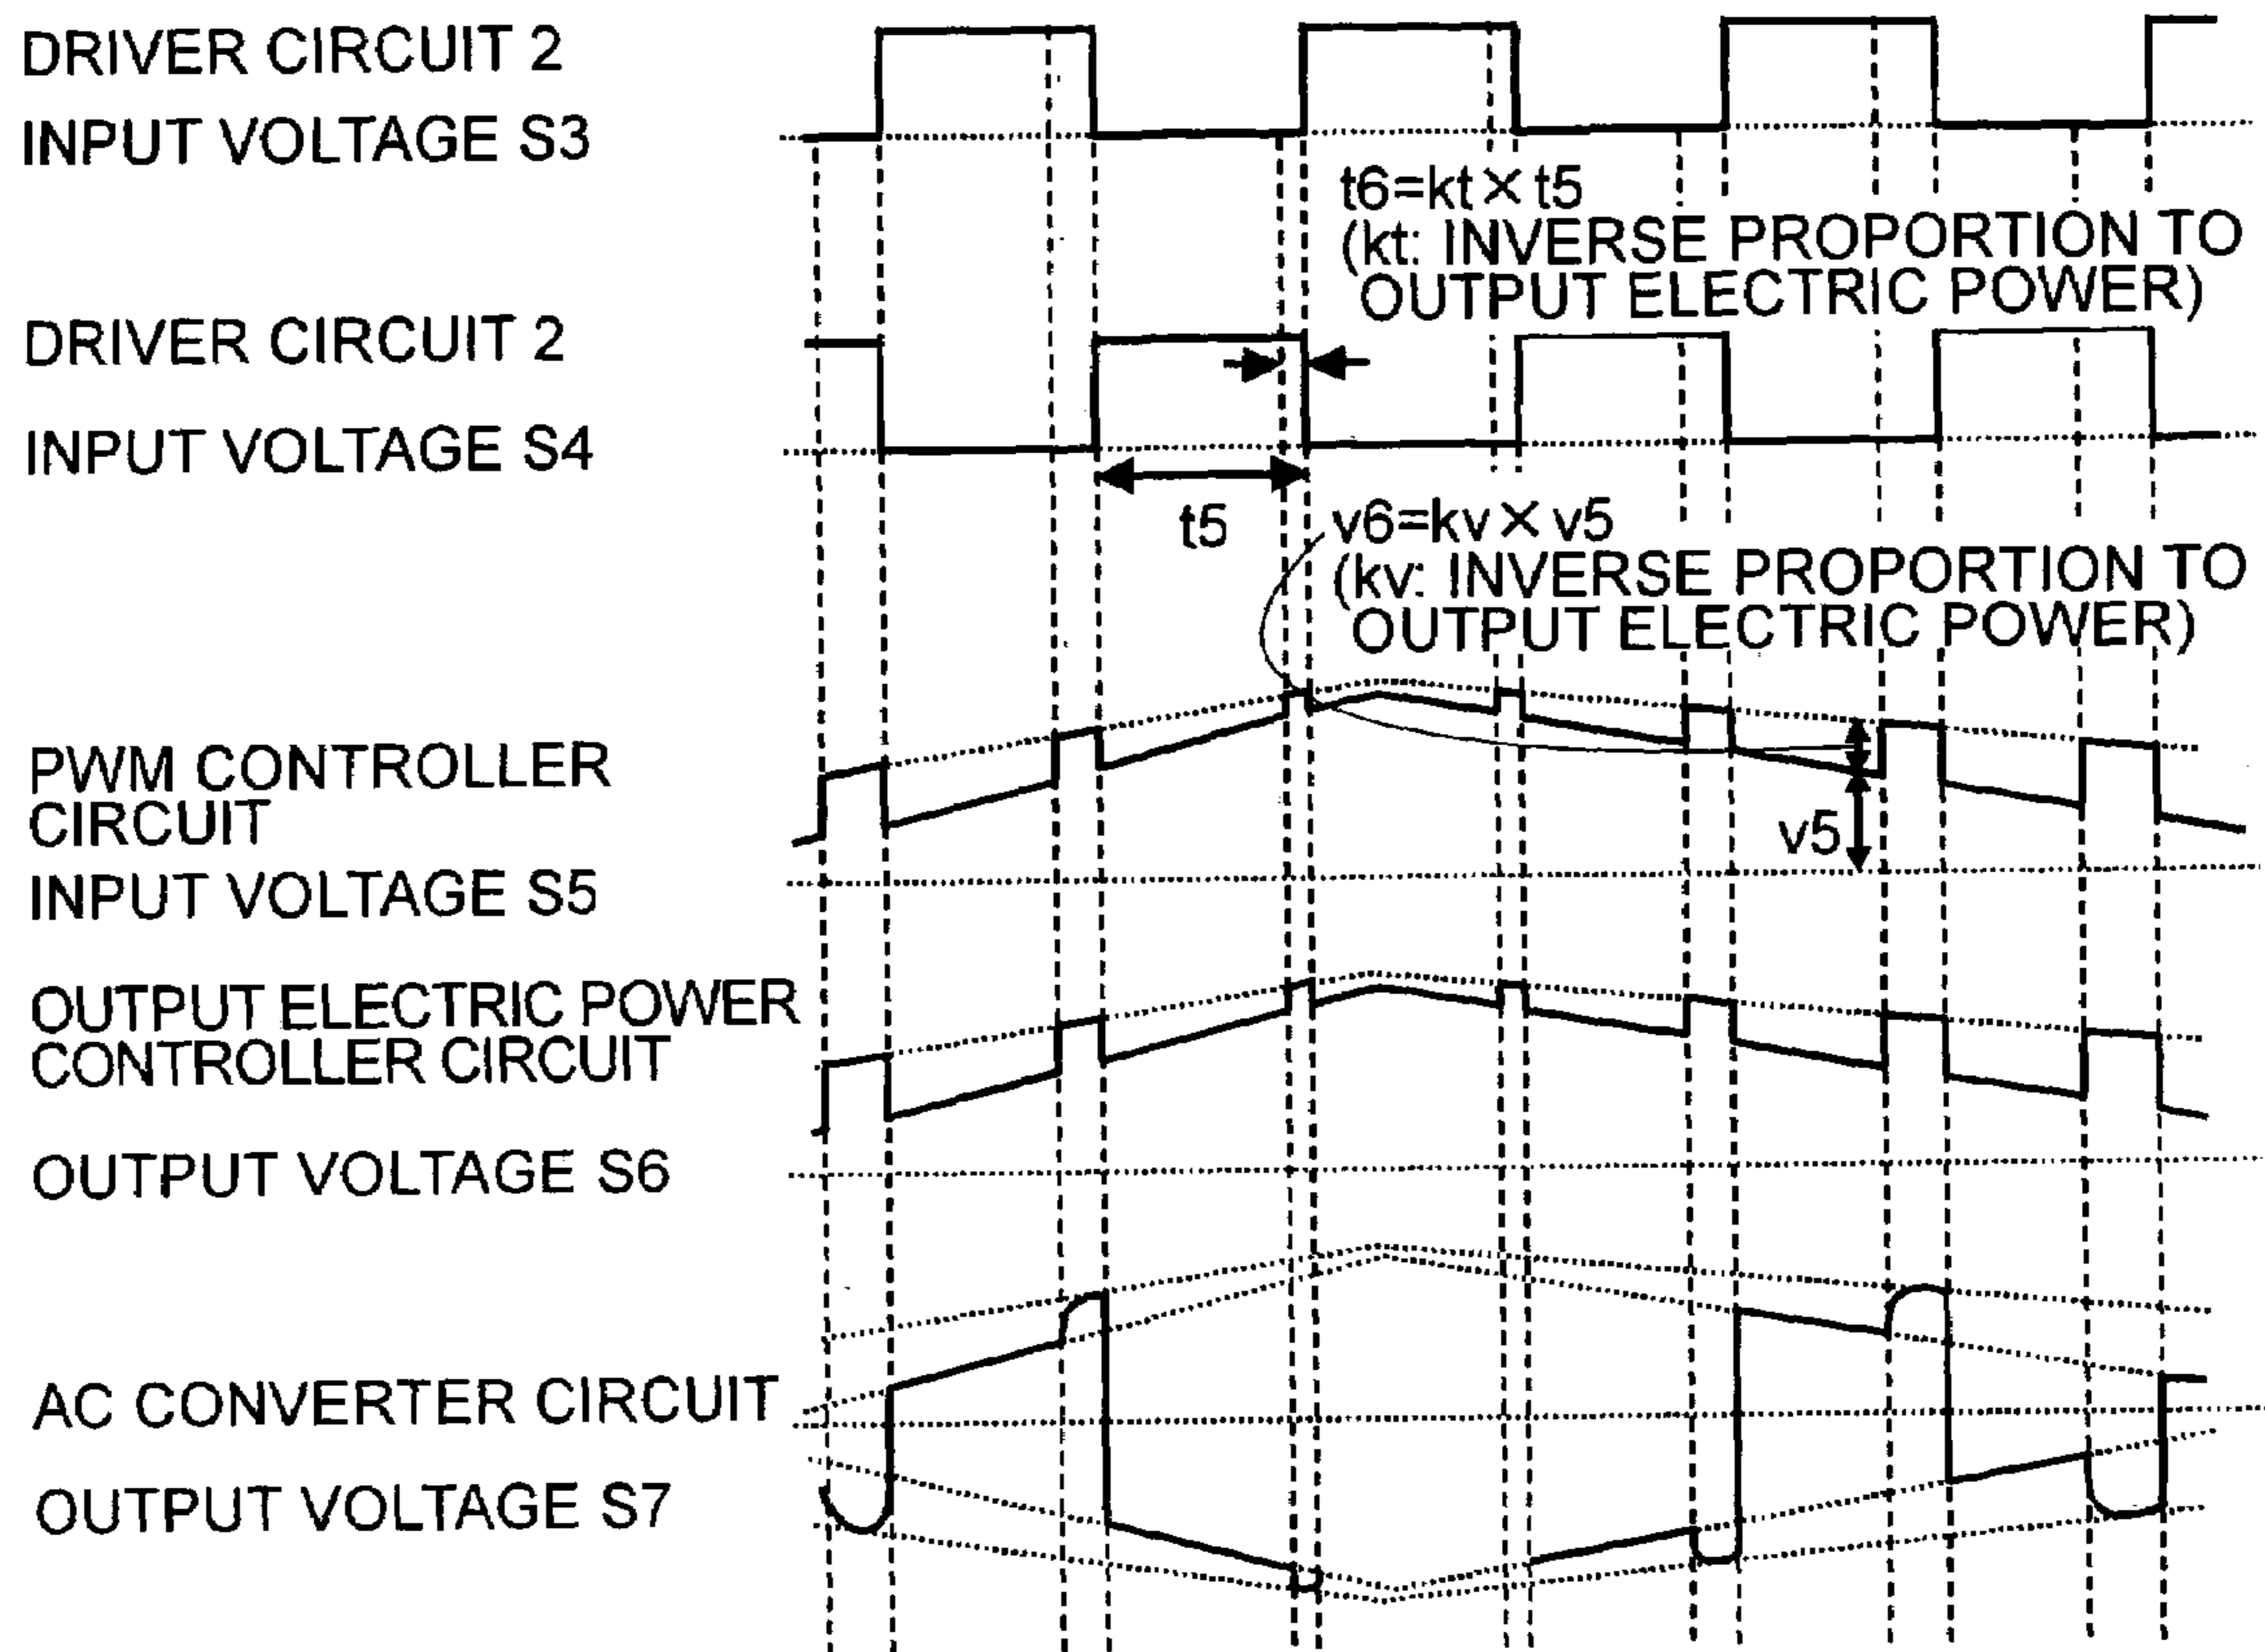 DRIVER CIRCUIT 2
INPUT VOLTAGE S3
t6=kt×t5
(kt: INVERSE PROPORTION TO
OUTPUT ELECTRIC POWER)
DRIVER CIRCUIT 2
INPUT VOLTAGE S4
t5
v6=kv×v5
(kv: INVERSE PROPORTION TO
OUTPUT ELECTRIC POWER)
PWM CONTROLLER
CIRCUIT
v5
INPUT VOLTAGE S5
OUTPUT ELECTRIC POWER
CONTROLLER CIRCUIT
OUTPUT VOLTAGE S6
AC CONVERTER CIRCUIT
OUTPUT VOLTAGE S7